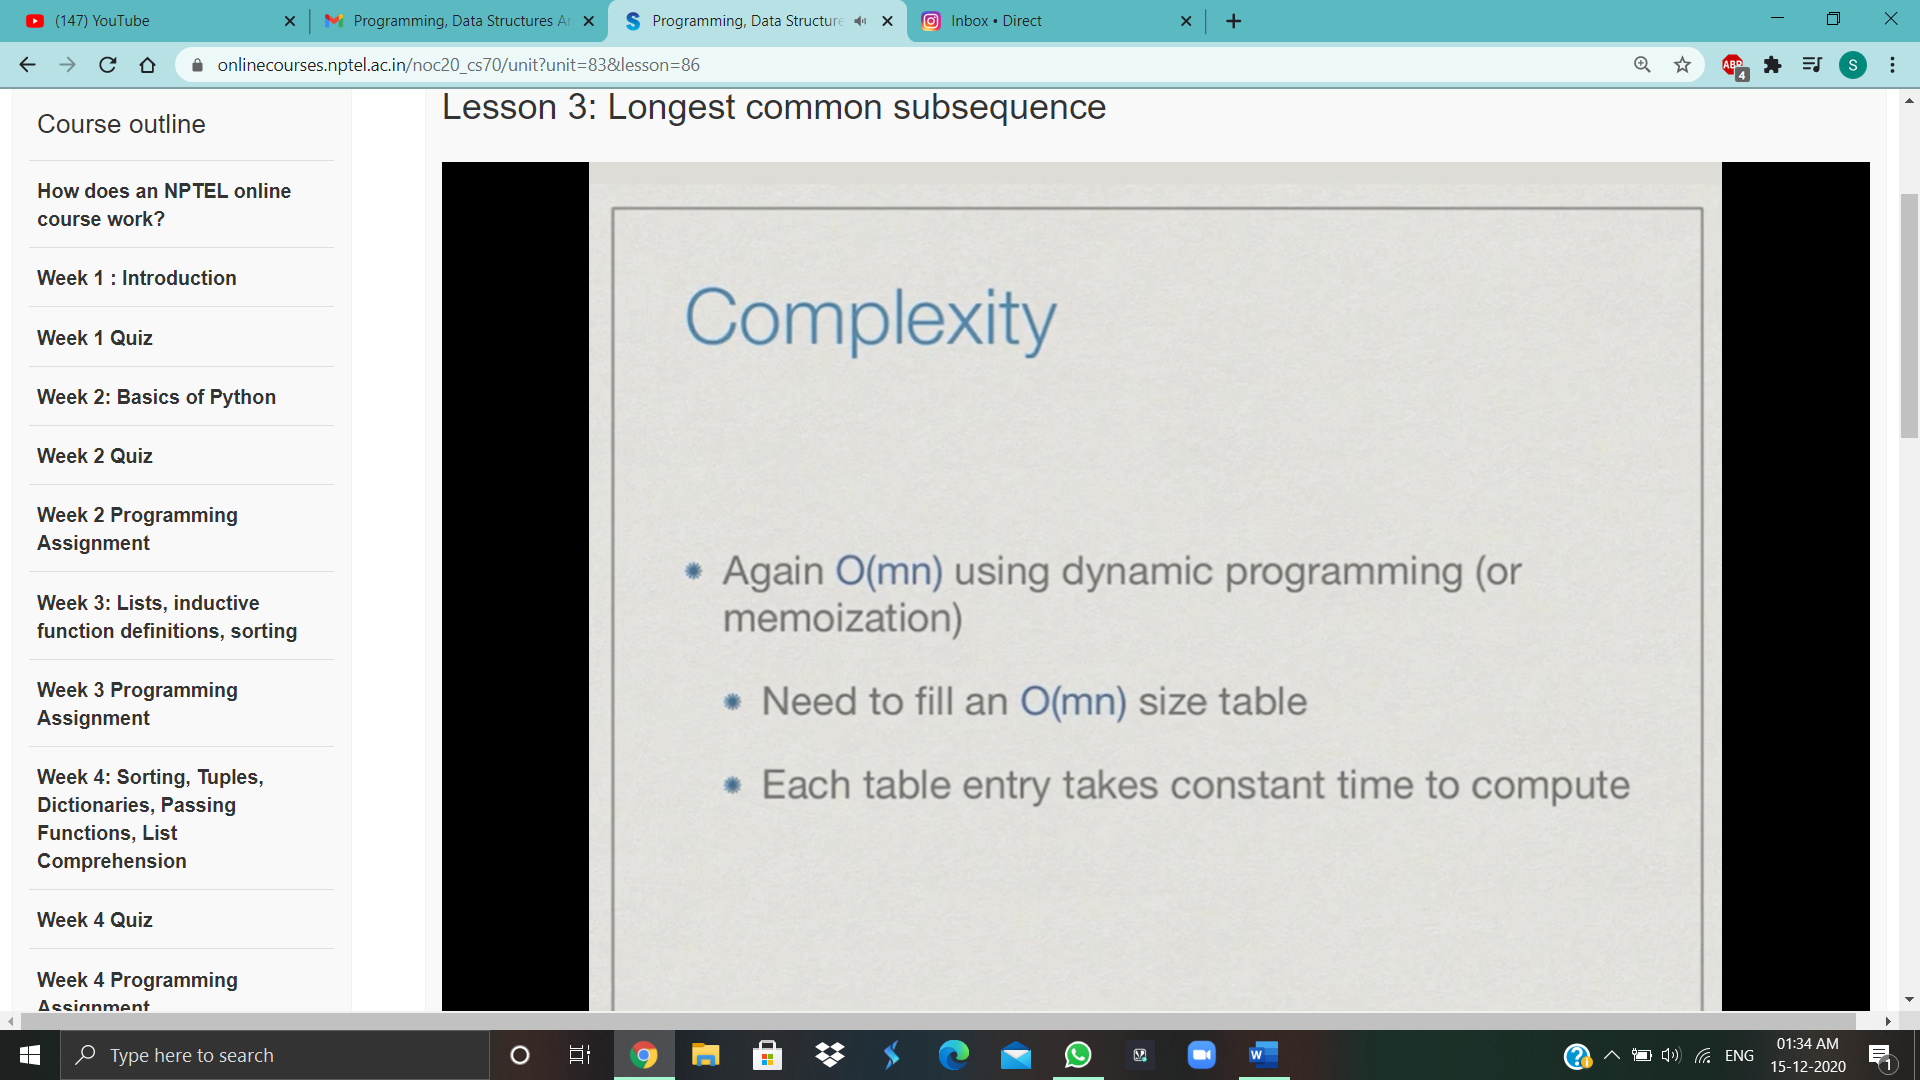 (147) YouTube
Programming, Data Structures Ar
Programming, Data Structure
Inbox • Direct
onlinecourses.nptel.ac.in/noc20_cs70/unit?unit=83&lesson=86
ABP
4
S
Lesson 3: Longest common subsequence
Course outline
How does an NPTEL online
course work?
Week 1 : Introduction
Week 1 Quiz
Week 2: Basics of Python
Week 2 Quiz
Week 2 Programming
Assignment
Week 3: Lists, inductive
function definitions, sorting
Week 3 Programming
Assignment
Week 4: Sorting, Tuples,
Dictionaries, Passing
Functions, List
Comprehension
Week 4 Quiz
Week 4 Programming
Assignment
Complexity
Again O(mn) using dynamic programming (or
memoization)
Need to fill an O(mn) size table
Each table entry takes constant time to compute
Type here to search
ENG
01:34 AM
15-12-2020
1